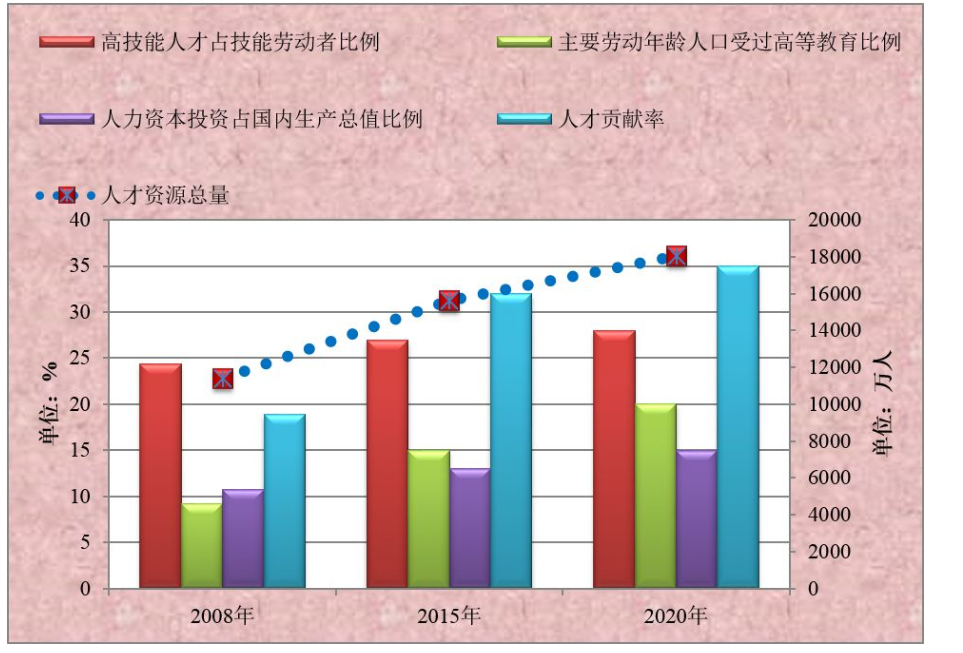 高技能人才占技能劳动者比例
主要劳动年龄人口受过高等教育比例
人力资本投资占国内生产总值比例
人才贡献率
人才资源总量
40
35
30
25
20
15
10
5
0
单位：%
20000
18000
16000
14000
12000
10000
8000
6000
4000
2000
0
单位：万人
2008年
2015年
2020年